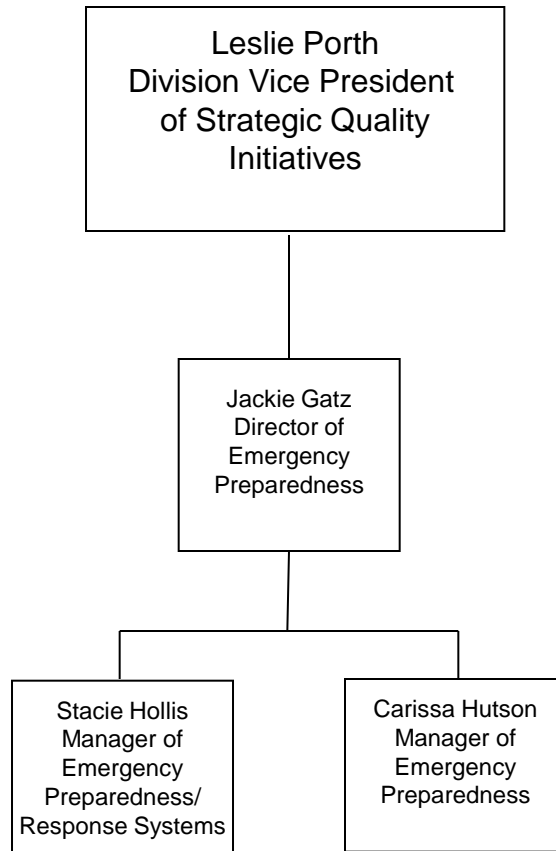 Leslie Porth
Division Vice President
of Strategic Quality
Initiatives
Jackie Gatz
Director of
Emergency
Preparedness
Stacie Hollis
Manager of
Emergency
Preparedness/
Response Systems
Carissa Hutson
Manager of
Emergency
Preparedness